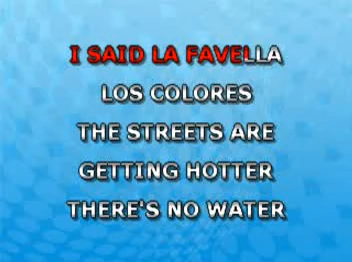 I SAID LA FAVELLA
LOS COLORES
THE STREETS ARE
GETTING HOTTER
THERE'S NO WATER